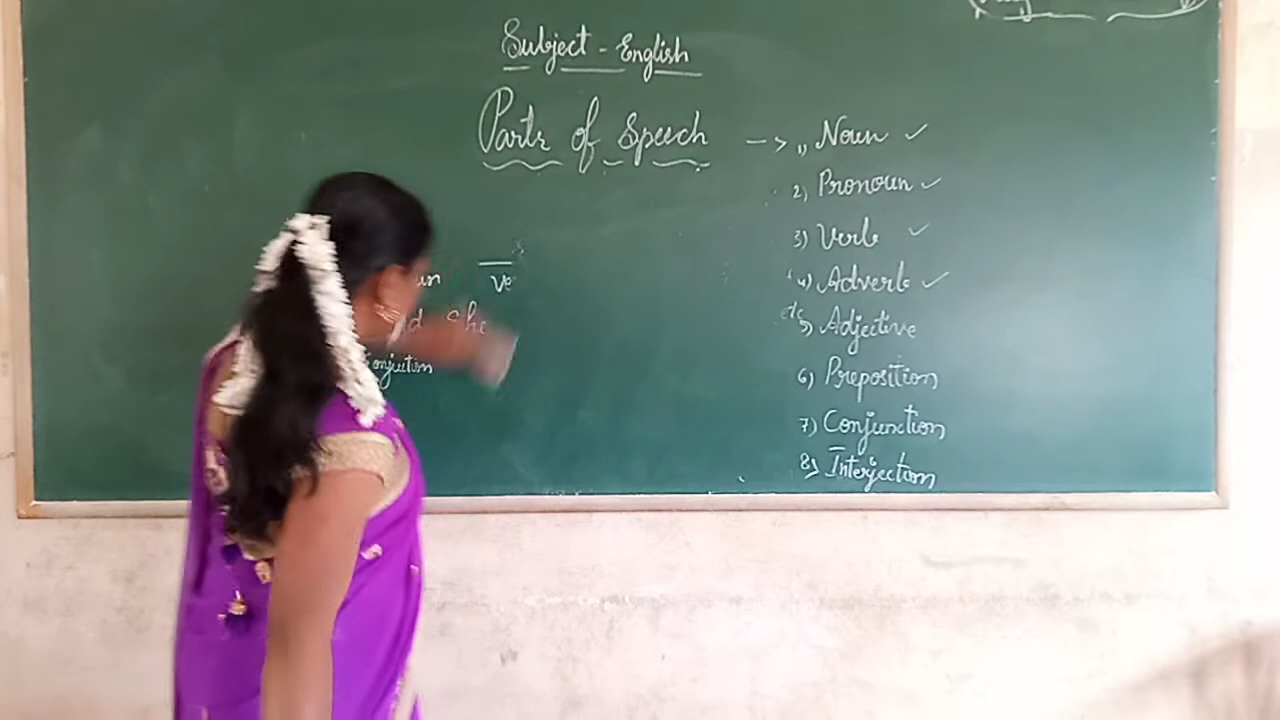 Subject - English
Parts of Speech -> 1) Noun ✓
2) Pronoun ✓
3) Verb ✓
4) Adverb ✓
etc
5) Adjective
6) Preposition
7) Conjunction
8) Interjection